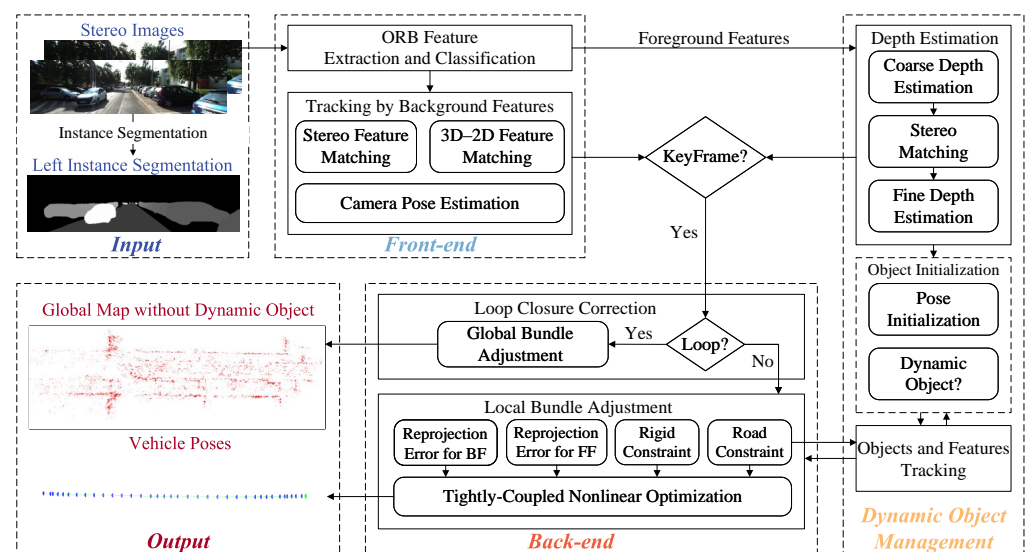 Stereo Images
Instance Segmentation
Left Instance Segmentation
Input
ORB Feature
Extraction and Classification
Tracking by Background Features
Stereo Feature
Matching
3D–2D Feature
Matching
Camera Pose Estimation
Front-end
Foreground Features
KeyFrame?
Yes
Depth Estimation
Coarse Depth
Estimation
Stereo
Matching
Fine Depth
Estimation
Object Initialization
Pose
Initialization
Dynamic
Object?
Objects and Features
Tracking
Dynamic Object
Management
Loop Closure Correction
Global Bundle
Adjustment
Yes
Loop?
No
Local Bundle Adjustment
Reprojection
Error for BF
Reprojection
Error for FF
Rigid
Constraint
Road
Constraint
Tightly-Coupled Nonlinear Optimization
Back-end
Global Map without Dynamic Object
Vehicle Poses
Output